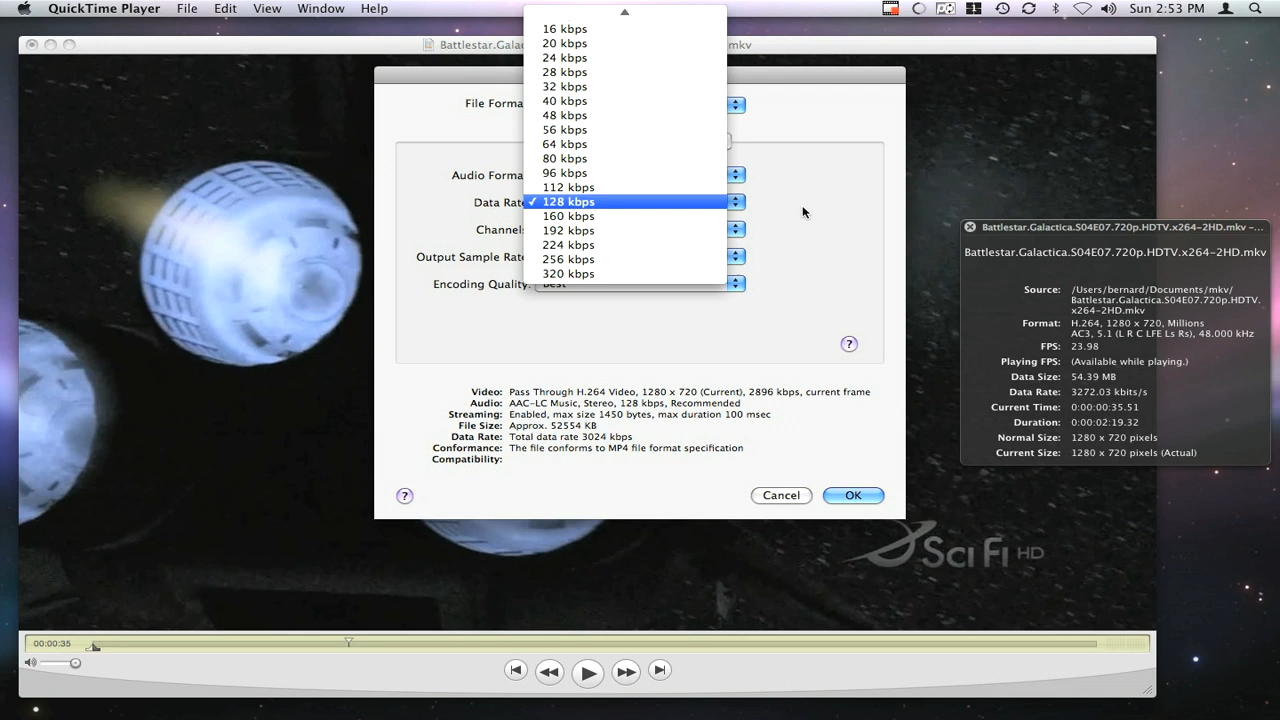 QuickTime Player File Edit View Window Help Sun 2:53 PM
Battlestar.Gala mkv
16 kbps
20 kbps
24 kbps
28 kbps
32 kbps
40 kbps
48 kbps
56 kbps
64 kbps
80 kbps
96 kbps
112 kbps
✓ 128 kbps
160 kbps
192 kbps
224 kbps
256 kbps
320 kbps
File Forma
Audio Forma
Data Rat
Channel
Output Sample Rat
Encoding Quality: Best
?
Video: Pass Through H.264 Video, 1280 x 720 (Current), 2896 kbps, current frame
Audio: AAC-LC Music, Stereo, 128 kbps, Recommended
Streaming: Enabled, max size 1450 bytes, max duration 100 msec
File Size: Approx. 52554 KB
Data Rate: Total data rate 3024 kbps
Conformance: The file conforms to MP4 file format specification
Compatibility:
? Cancel OK
Battlestar.Galactica.S04E07.720p.HDTV.x264-2HD.mkv -...
Battlestar.Galactica.S04E07.720p.HDTV.x264-2HD.mkv
Source: /Users/bernard/Documents/mkv/
Battlestar.Galactica.S04E07.720p.HDTV.
x264-2HD.mkv
Format: H.264, 1280 x 720, Millions
AC3, 5.1 (L R C LFE Ls Rs), 48.000 kHz
FPS: 23.98
Playing FPS: (Available while playing.)
Data Size: 54.39 MB
Data Rate: 3272.03 kbits/s
Current Time: 0:00:00:35.51
Duration: 0:00:02:19.32
Normal Size: 1280 x 720 pixels
Current Size: 1280 x 720 pixels (Actual)
SCI FI HD
00:00:35